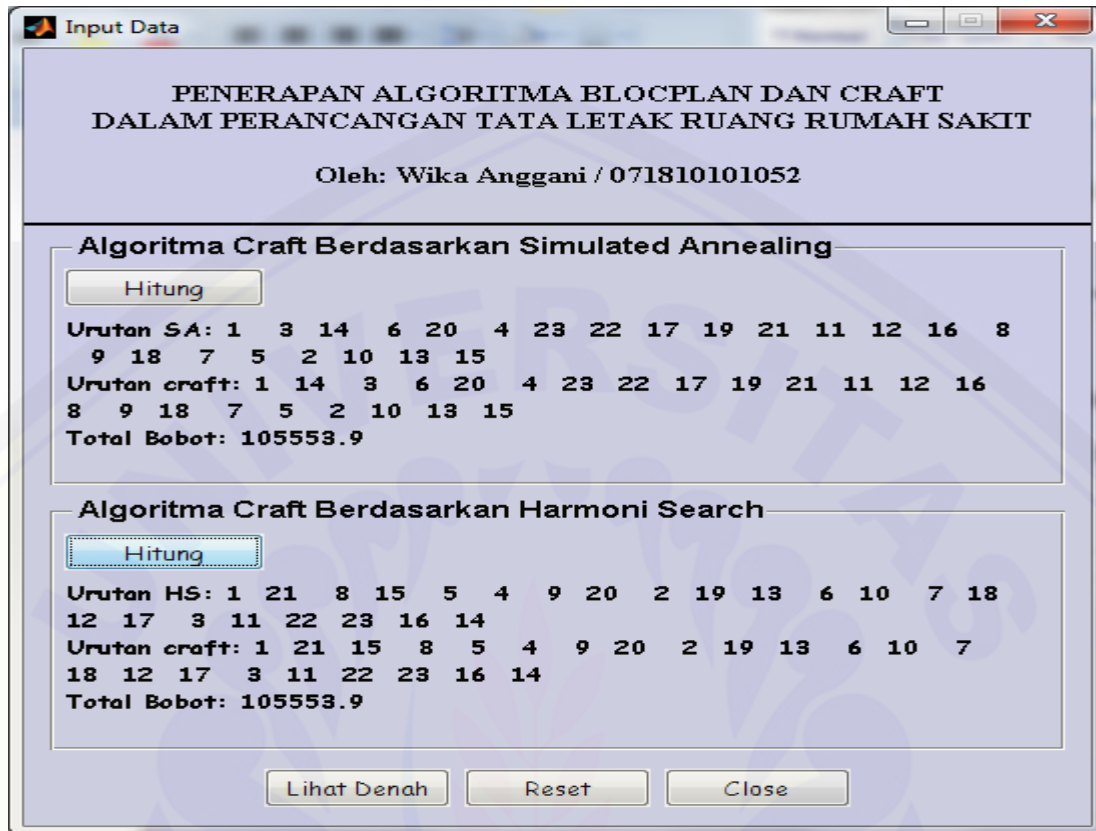 Input Data
PENERAPAN ALGORITMA BLOCPLAN DAN CRAFT
DALAM PERANCANGAN TATA LETAK RUANG RUMAH SAKIT
Oleh: Wika Anggani / 071810101052
Algoritma Craft Berdasarkan Simulated Annealing
Hitung
Urutan SA: 1 3 14 6 20 4 23 22 17 19 21 11 12 16 8
9 18 7 5 2 10 13 15
Urutan craft: 1 14 3 6 20 4 23 22 17 19 21 11 12 16
8 9 18 7 5 2 10 13 15
Total Bobot: 105553.9
Algoritma Craft Berdasarkan Harmoni Search
Hitung
Urutan HS: 1 21 8 15 5 4 9 20 2 19 13 6 10 7 18
12 17 3 11 22 23 16 14
Urutan craft: 1 21 15 8 5 4 9 20 2 19 13 6 10 7
18 12 17 3 11 22 23 16 14
Total Bobot: 105553.9
Lihat Denah Reset Close
UNIVERSITAS